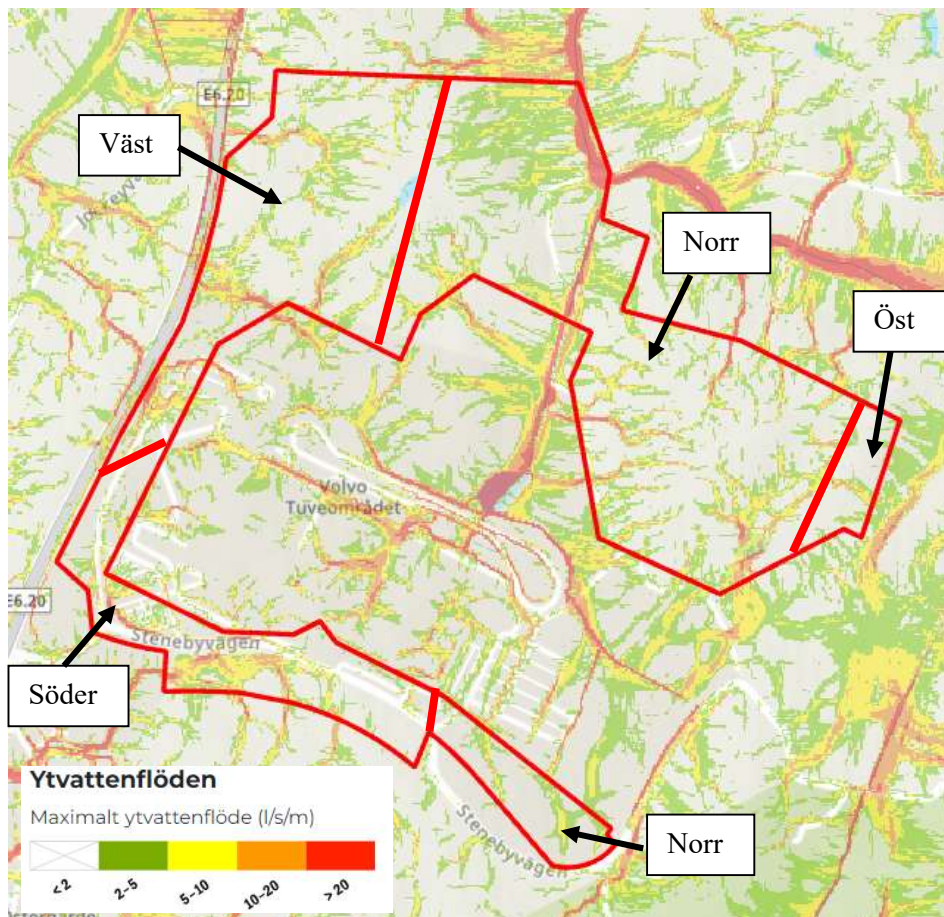 E6.20
Väst
Norr
Öst
Volvo
Tuveområdet
E6.20
Stenebyvägen
Söder
Ytvattenflöden
Maximalt ytvattenflöde (l/s/m)
< 2
2-5
5-10
10-20
> 20
Stenebyvägen
Norr